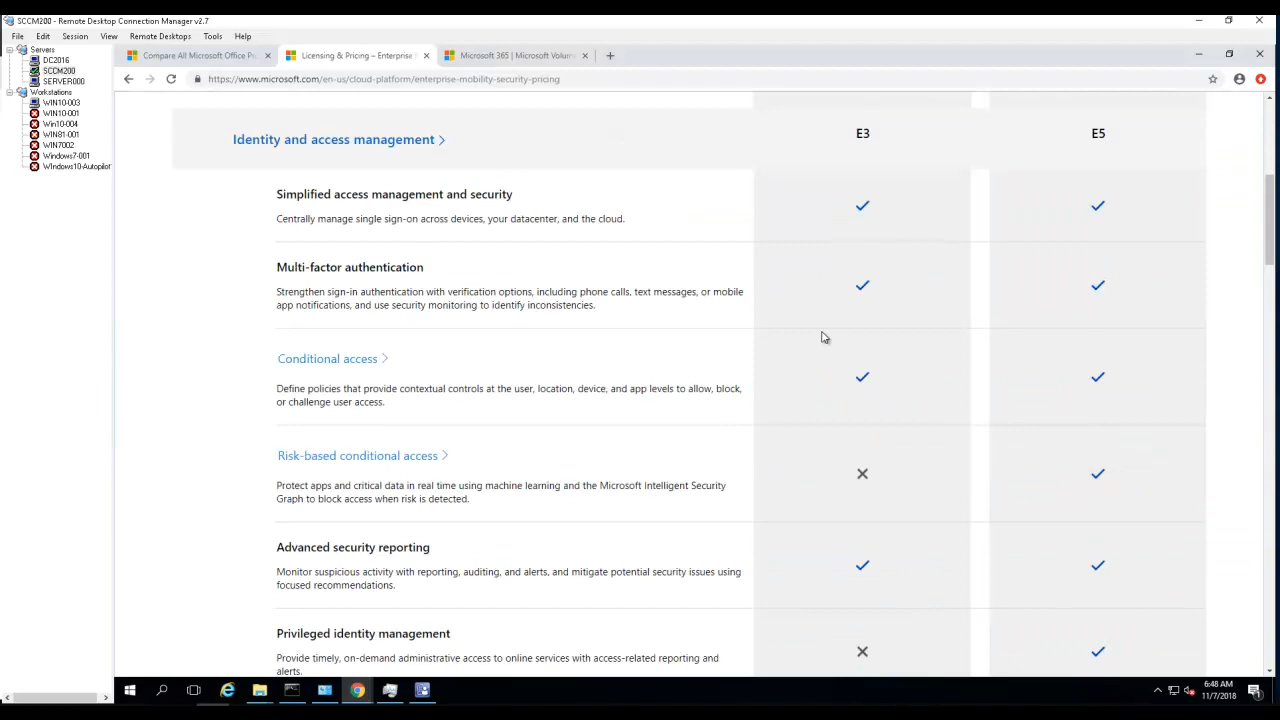 SCCM200 - Remote Desktop Connection Manager v2.7
File Edit Session View Remote Desktops Tools Help
Servers
DC2016
SCCM200
SERVER000
Workstations
WIN10-003
WIN10-001
Win10-004
WIN81-001
WIN7002
Windows7-001
WIndows10-Autopilot
Compare All Microsoft Office Pr
Licensing & Pricing – Enterprise
Microsoft 365 | Microsoft Volum
https://www.microsoft.com/en-us/cloud-platform/enterprise-mobility-security-pricing
Identity and access management
E3
E5
Simplified access management and security
Centrally manage single sign-on across devices, your datacenter, and the cloud.
Multi-factor authentication
Strengthen sign-in authentication with verification options, including phone calls, text messages, or mobile
app notifications, and use security monitoring to identify inconsistencies.
Conditional access
Define policies that provide contextual controls at the user, location, device, and app levels to allow, block,
or challenge user access.
Risk-based conditional access
Protect apps and critical data in real time using machine learning and the Microsoft Intelligent Security
Graph to block access when risk is detected.
Advanced security reporting
Monitor suspicious activity with reporting, auditing, and alerts, and mitigate potential security issues using
focused recommendations.
Privileged identity management
Provide timely, on-demand administrative access to online services with access-related reporting and
alerts.
6:48 AM
11/7/2018